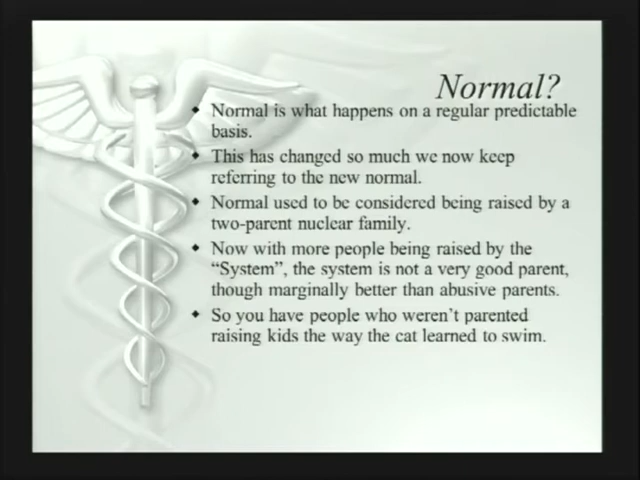 Normal?
◆ Normal is what happens on a regular predictable
basis.
◆ This has changed so much we now keep
referring to the new normal.
◆ Normal used to be considered being raised by a
two-parent nuclear family.
◆ Now with more people being raised by the
“System”, the system is not a very good parent,
though marginally better than abusive parents.
◆ So you have people who weren’t parented
raising kids the way the cat learned to swim.